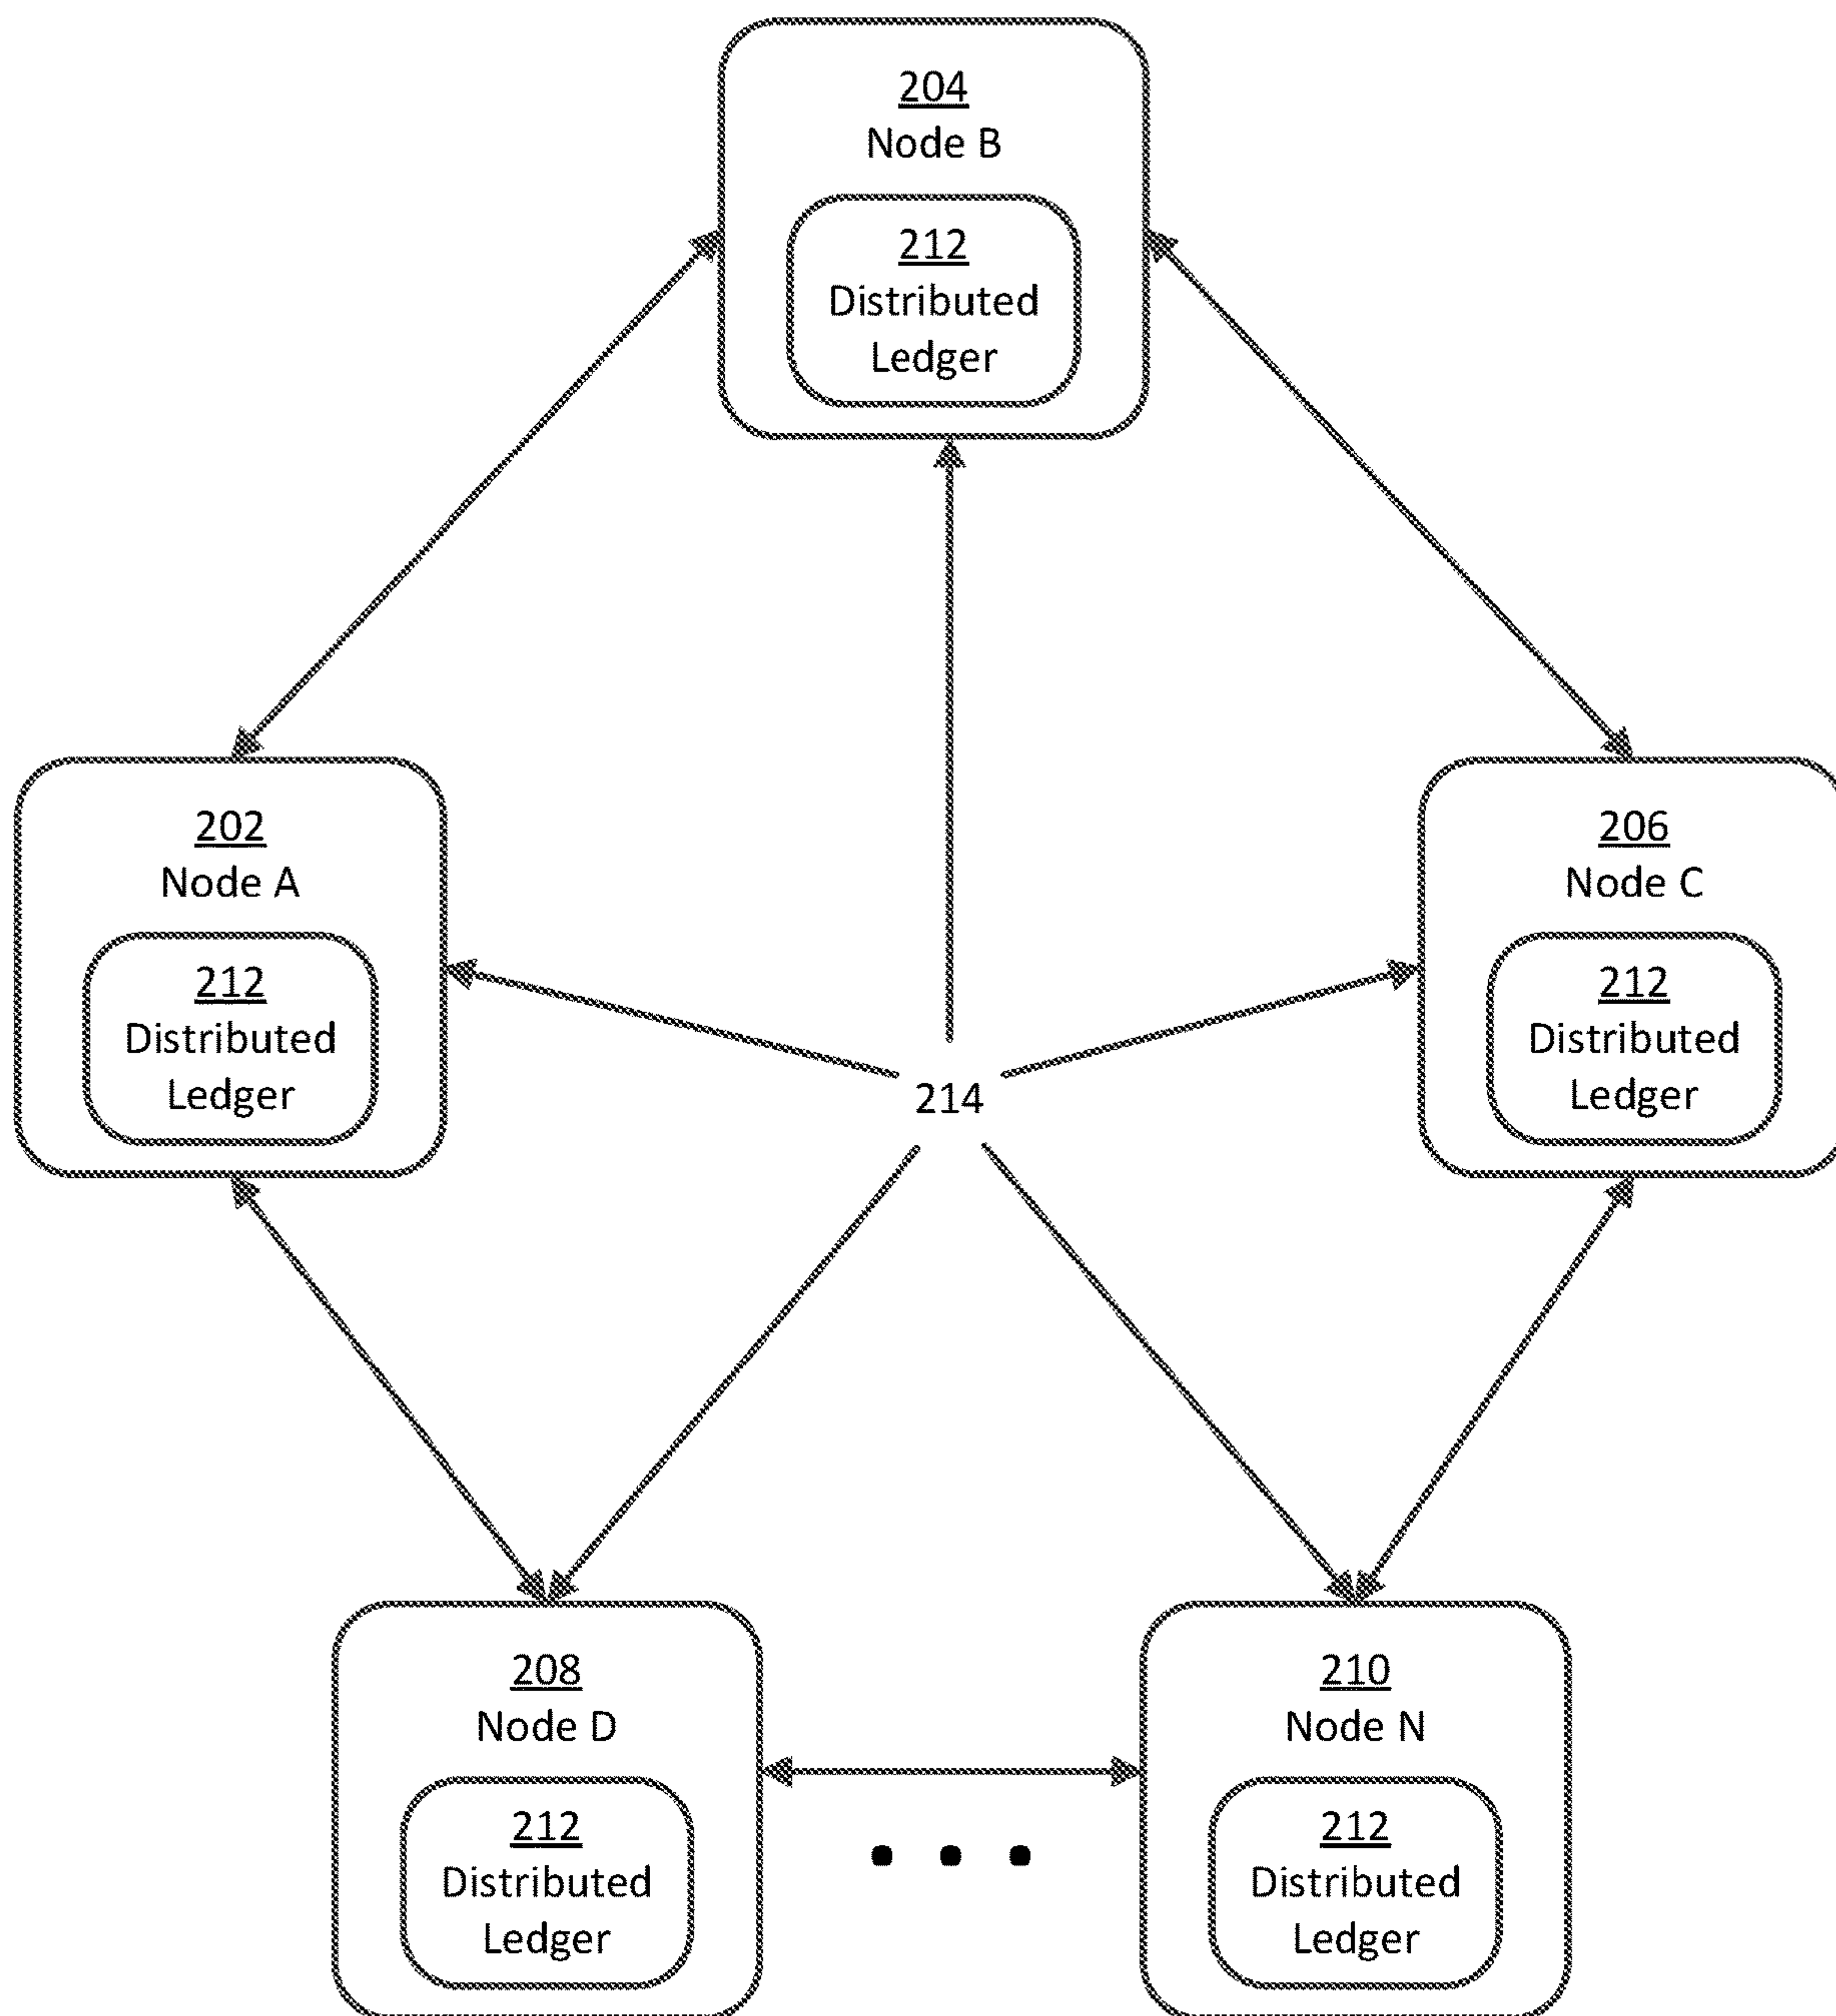 204
Node B
212
Distributed
Ledger
202
Node A
212
Distributed
Ledger
206
Node C
212
Distributed
Ledger
214
208
Node D
212
Distributed
Ledger
210
Node N
212
Distributed
Ledger